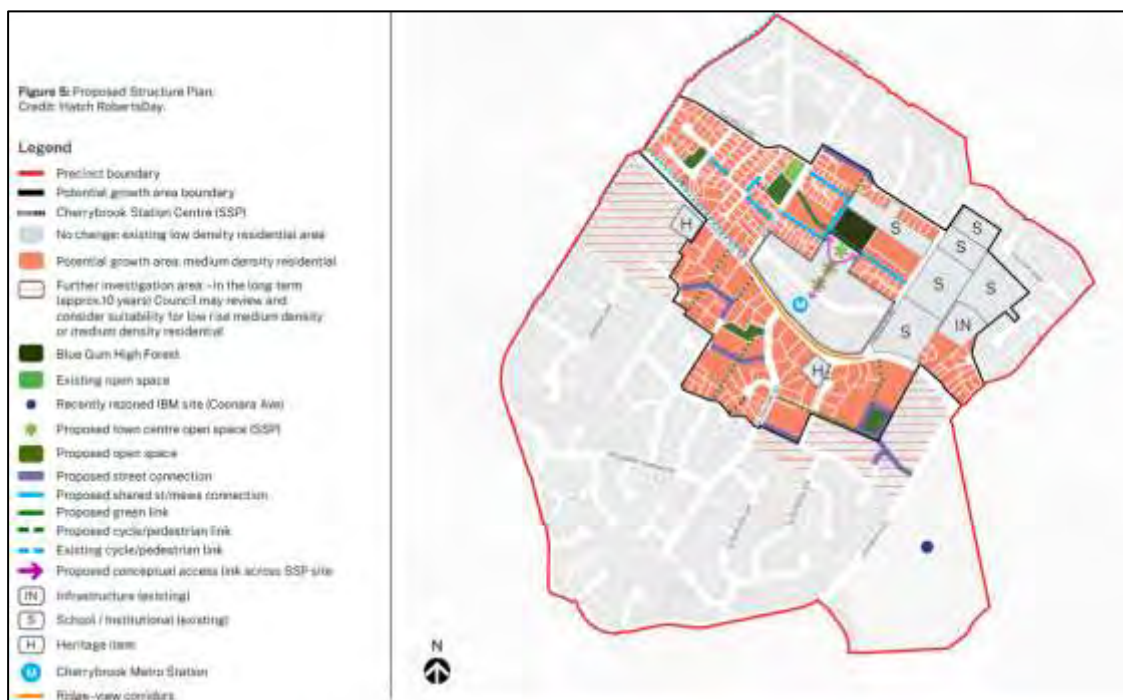 Figure 5: Proposed Structure Plan.
Credit: Hatch RobertsDay.
Legend
Precinct boundary
Potential growth area boundary
Cherrybrook Station Centre (SSP)
No change: existing low density residential area
Potential growth area: medium density residential
Further investigation area: -In the long term
(approx.10 years) Council may review and
consider suitability for low rise medium density
or medium density residential
Blue Gum High Forest
Existing open space
Recently rezoned IBM site (Coonara Ave)
Proposed town centre open space (SSP)
Proposed open space
Proposed street connection
Proposed shared st/mews connection
Proposed green link
Proposed cycle/pedestrian link
Existing cycle/pedestrian link
Proposed conceptual access link across SSP site
IN Infrastructure (existing)
S School / Institutional (existing)
H Heritage item
M Cherrybrook Metro Station
Ridge-view corridors
H
S
S
S
S
S
S
IN
M
H
N